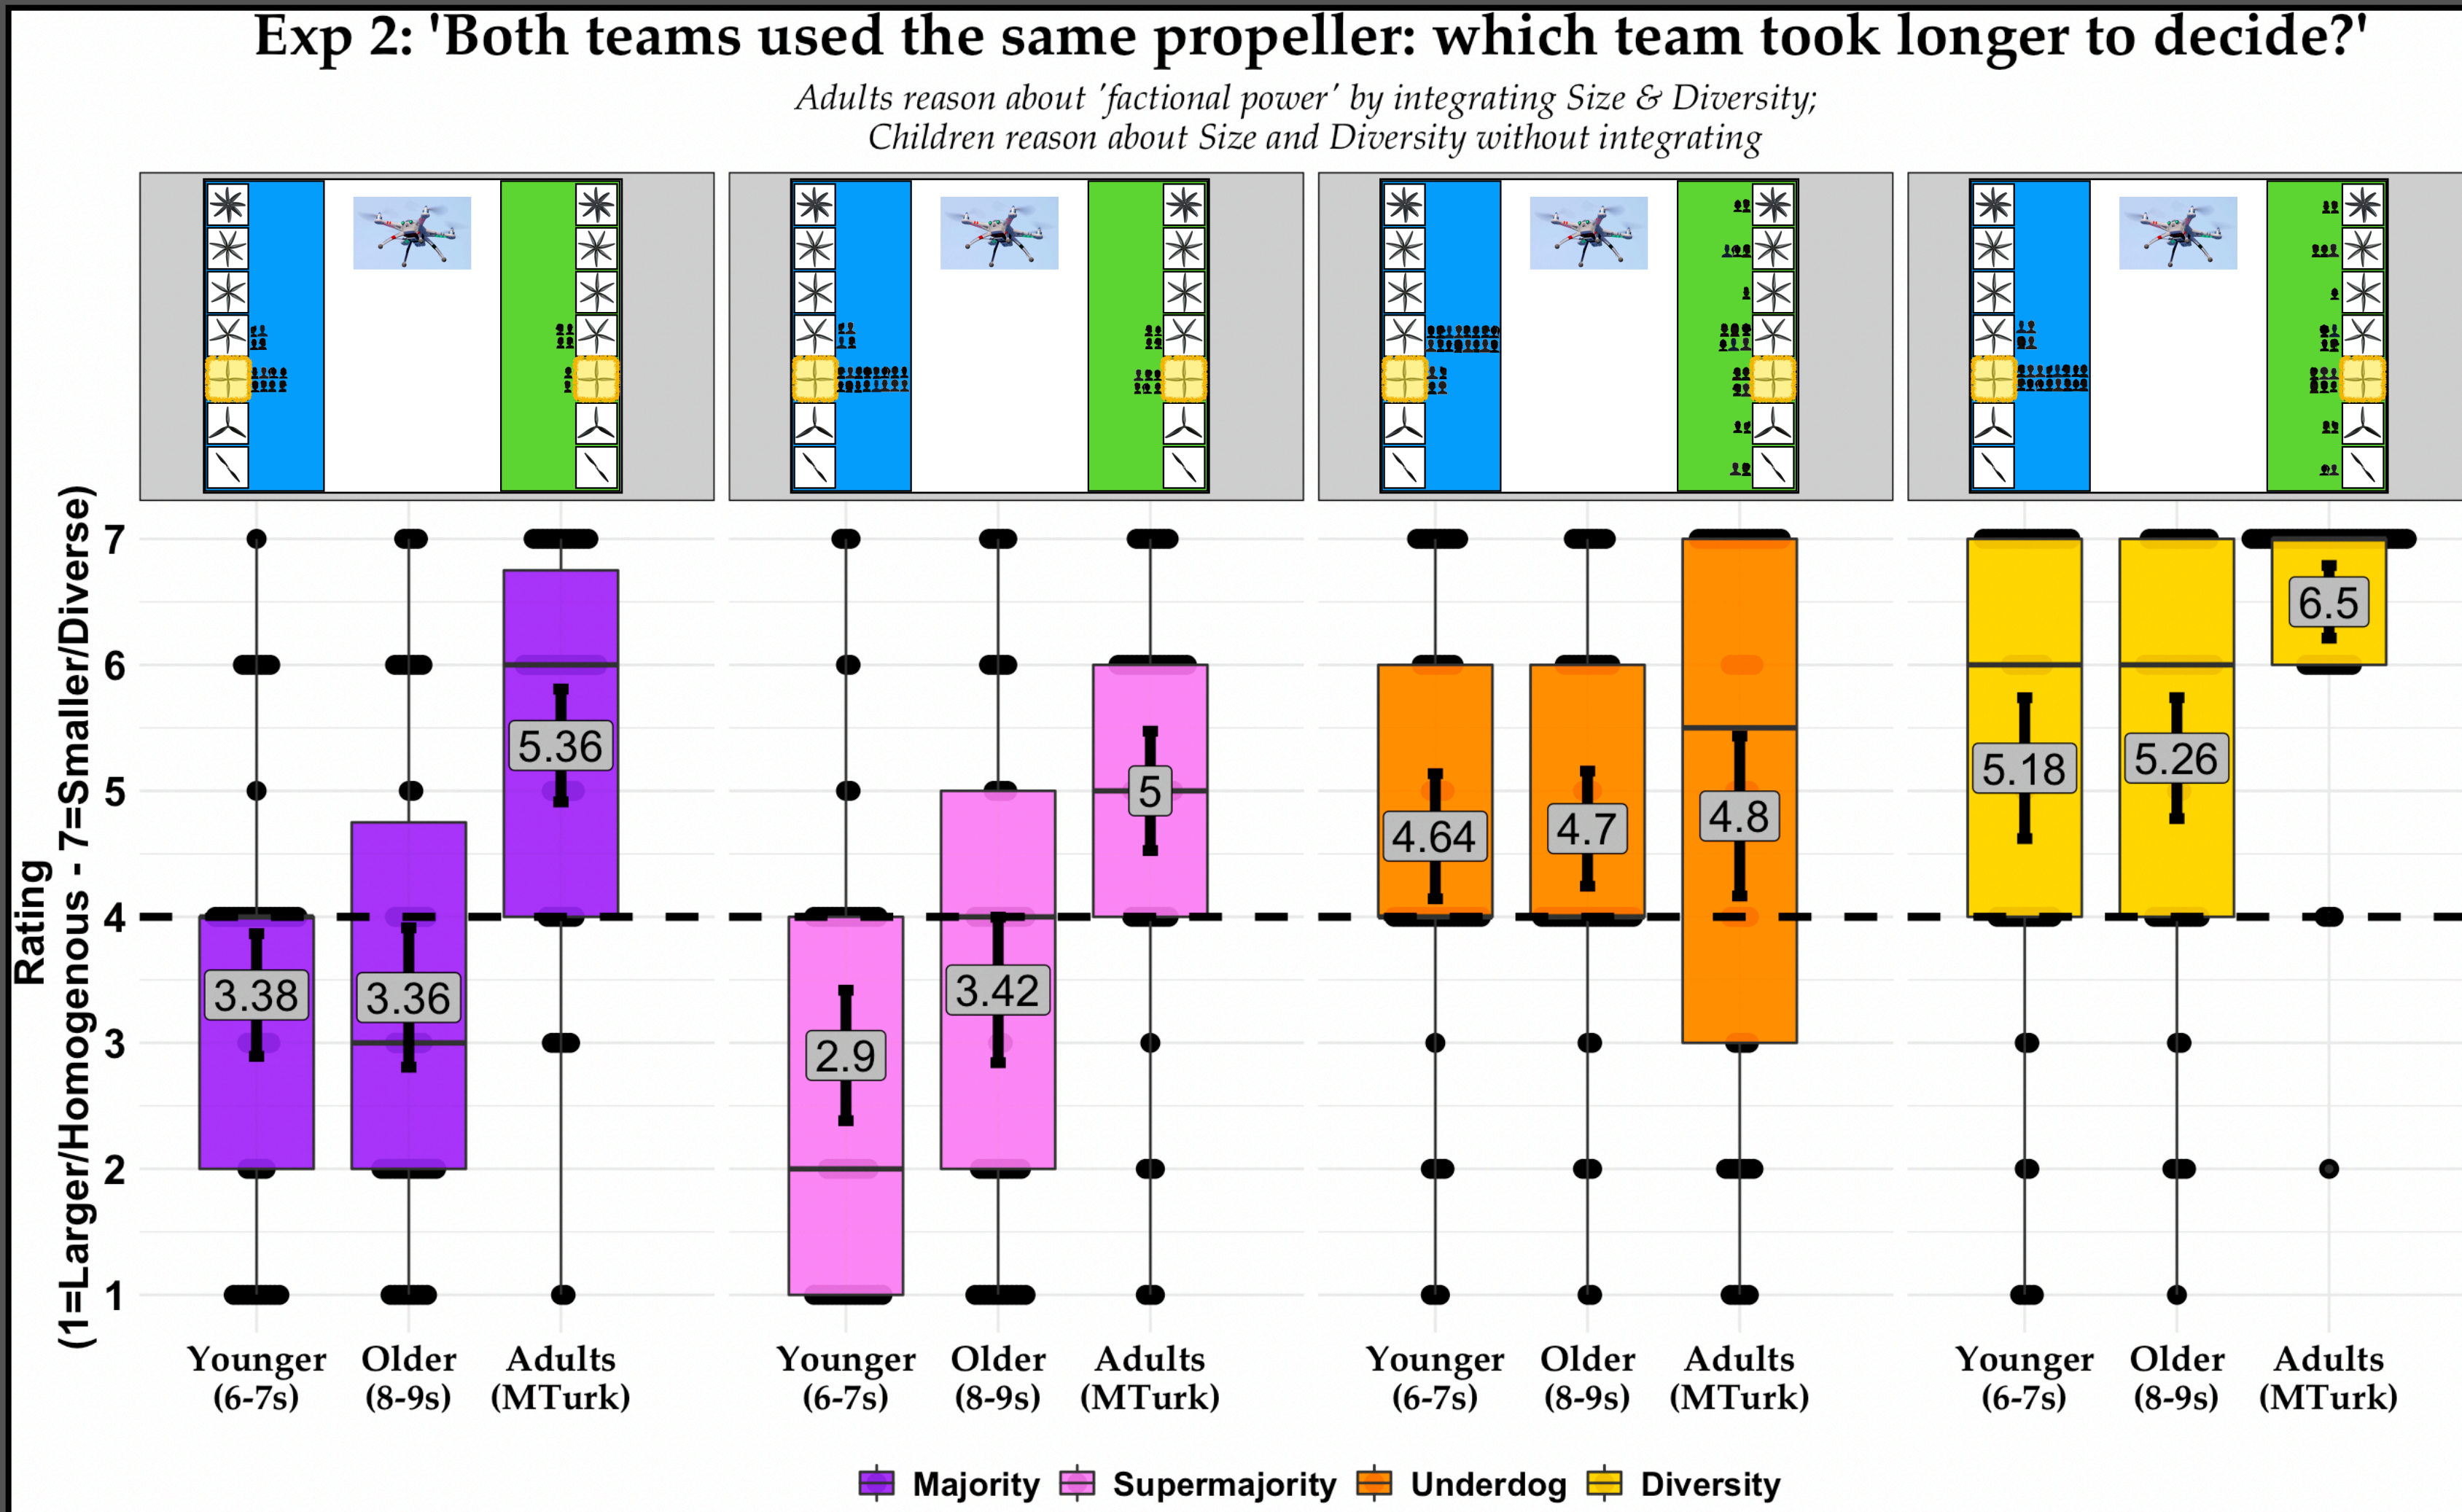 Exp 2: 'Both teams used the same propeller: which team took longer to decide?'
Adults reason about 'factional power' by integrating Size & Diversity;
Children reason about Size and Diversity without integrating
Rating
(1=Larger/Homogenous - 7=Smaller/Diverse)
7
6
5
4
3
2
1
3.38
3.36
5.36
2.9
3.42
5
4.64
4.7
4.8
5.18
5.26
6.5
Younger
(6-7s)
Older
(8-9s)
Adults
(MTurk)
Younger
(6-7s)
Older
(8-9s)
Adults
(MTurk)
Younger
(6-7s)
Older
(8-9s)
Adults
(MTurk)
Younger
(6-7s)
Older
(8-9s)
Adults
(MTurk)
Majority Supermajority Underdog Diversity